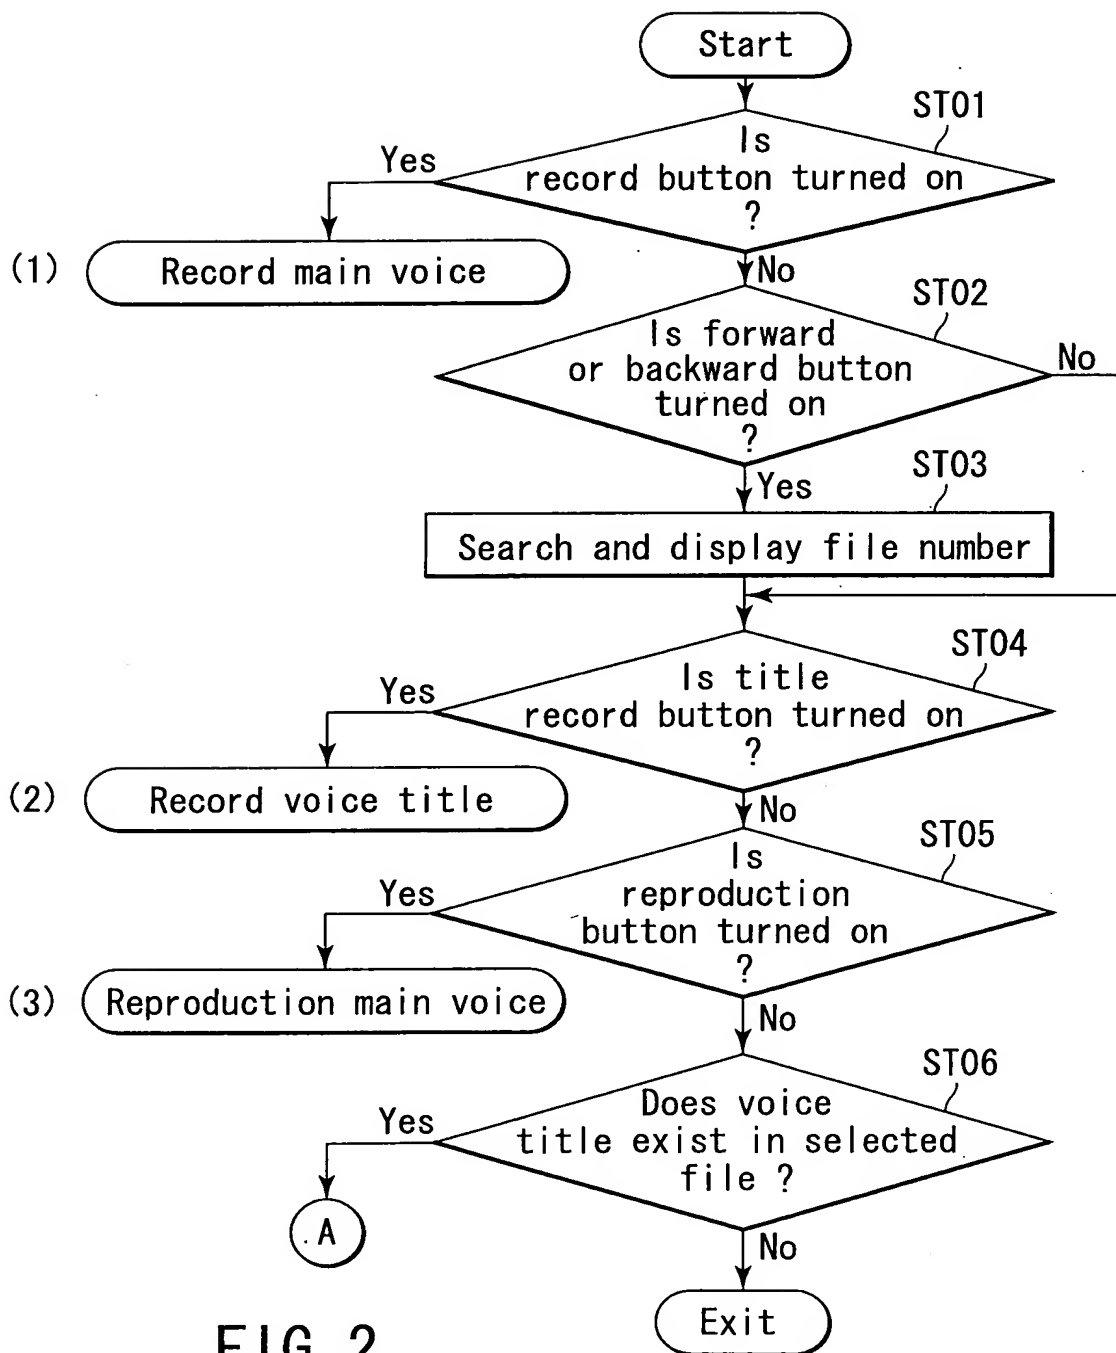 Start
ST01
Is
record button turned on
?
Yes
(1)
Record main voice
No
ST02
Is forward
or backward button
turned on
?
No
Yes
ST03
Search and display file number
ST04
Is title
record button turned on
?
Yes
(2)
Record voice title
No
ST05
Is
reproduction
button turned on
?
Yes
(3)
Reproduction main voice
No
ST06
Does voice
title exist in selected
file ?
Yes
A
No
Exit
FIG. 2